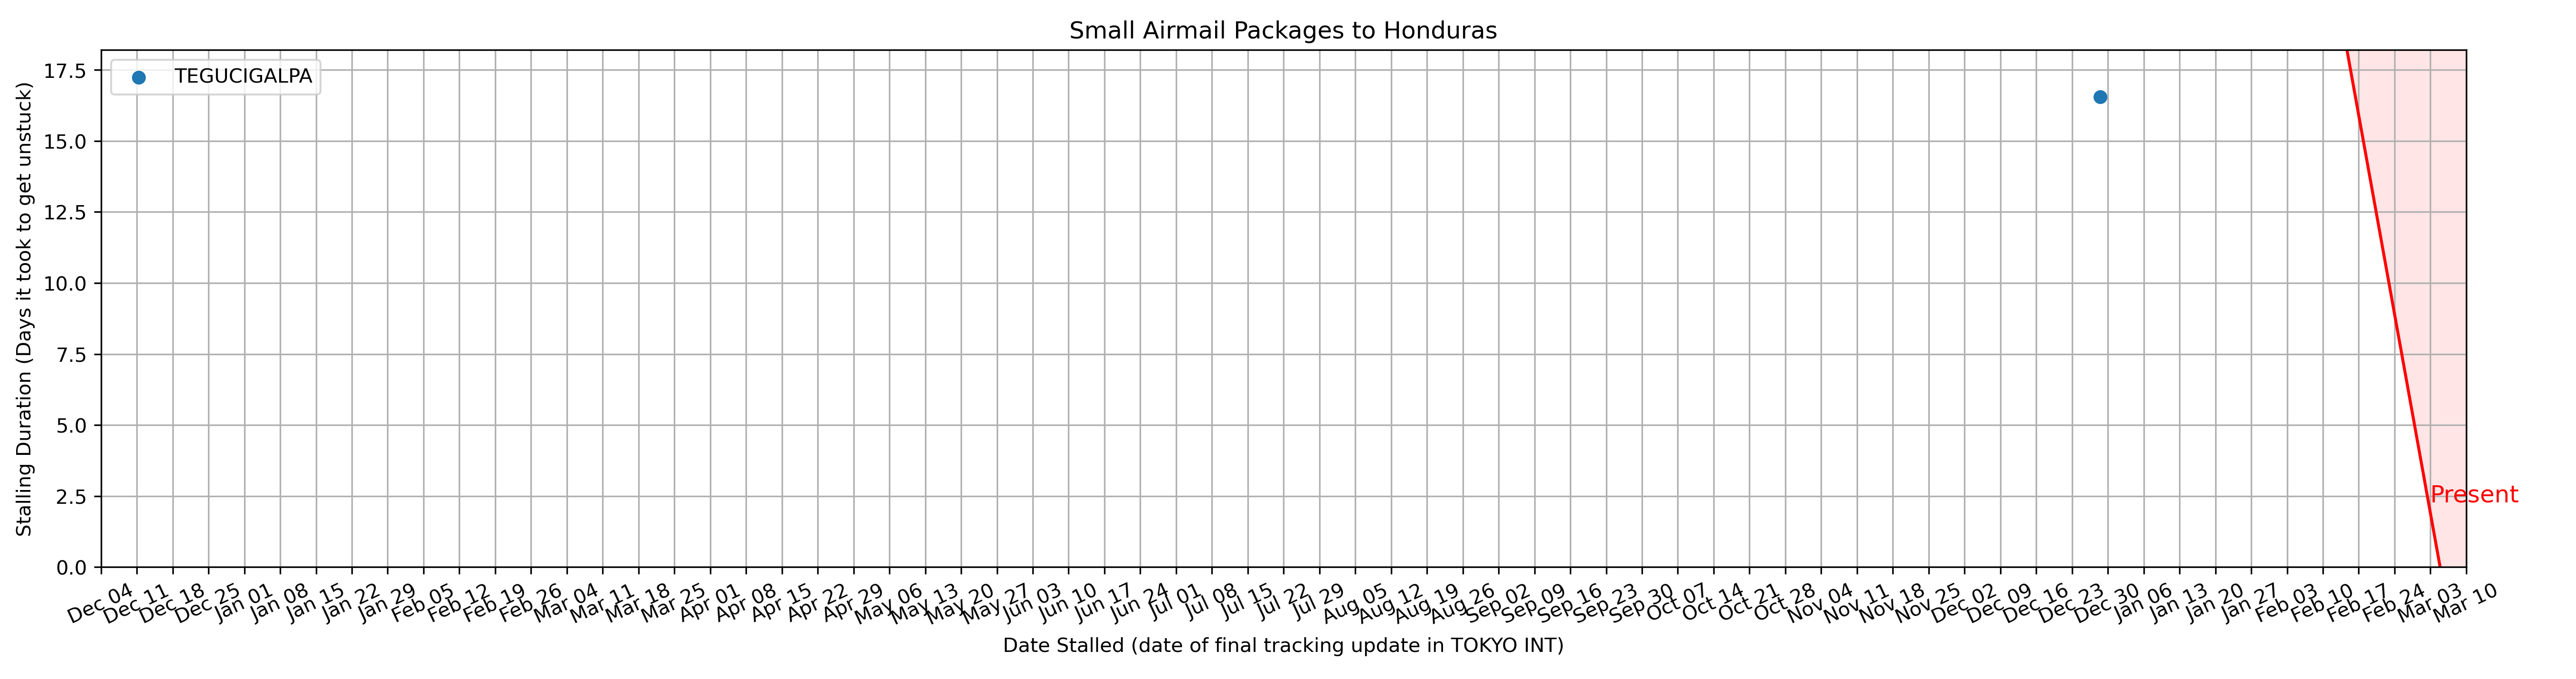 Small Airmail Packages to Honduras
TEGUCIGALPA
Stalling Duration (Days it took to get unstuck)
17.5
15.0
12.5
10.0
7.5
5.0
2.5
0.0
Present
Dec 04 Dec 11 Dec 18 Dec 25 Jan 01 Jan 08 Jan 15 Jan 22 Jan 29 Feb 05 Feb 12 Feb 19 Feb 26 Mar 04 Mar 11 Mar 18 Mar 25 Apr 01 Apr 08 Apr 15 Apr 22 Apr 29 May 06 May 13 May 20 May 27 Jun 03 Jun 10 Jun 17 Jun 24 Jul 01 Jul 08 Jul 15 Jul 22 Jul 29 Aug 05 Aug 12 Aug 19 Aug 26 Sep 02 Sep 09 Sep 16 Sep 23 Sep 30 Oct 07 Oct 14 Oct 21 Oct 28 Nov 04 Nov 11 Nov 18 Nov 25 Dec 02 Dec 09 Dec 16 Dec 23 Dec 30 Jan 06 Jan 13 Jan 20 Jan 27 Feb 03 Feb 10 Feb 17 Feb 24 Mar 03 Mar 10
Date Stalled (date of final tracking update in TOKYO INT)